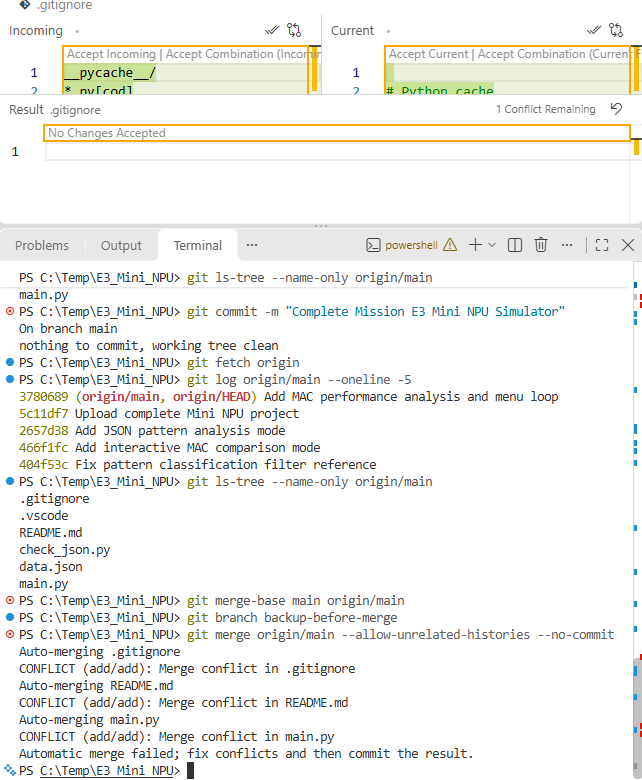 .gitignore
Incoming
Current
Accept Incoming | Accept Combination (Incom
Accept Current | Accept Combination (Current F
1 __pycache__/
1
2 *.py[cod]
2 # Python cache
Result .gitignore
1 Conflict Remaining
No Changes Accepted
1
Problems Output Terminal ··· powershell
PS C:\Temp\E3_Mini_NPU> git ls-tree --name-only origin/main
main.py
PS C:\Temp\E3_Mini_NPU> git commit -m "Complete Mission E3 Mini NPU Simulator"
On branch main
nothing to commit, working tree clean
PS C:\Temp\E3_Mini_NPU> git fetch origin
PS C:\Temp\E3_Mini_NPU> git log origin/main --oneline -5
3780689 (origin/main, origin/HEAD) Add MAC performance analysis and menu loop
5c11df7 Upload complete Mini NPU project
2657d38 Add JSON pattern analysis mode
466f1fc Add interactive MAC comparison mode
404f53c Fix pattern classification filter reference
PS C:\Temp\E3_Mini_NPU> git ls-tree --name-only origin/main
.gitignore
.vscode
README.md
check_json.py
data.json
main.py
PS C:\Temp\E3_Mini_NPU> git merge-base main origin/main
PS C:\Temp\E3_Mini_NPU> git branch backup-before-merge
PS C:\Temp\E3_Mini_NPU> git merge origin/main --allow-unrelated-histories --no-commit
Auto-merging .gitignore
CONFLICT (add/add): Merge conflict in .gitignore
Auto-merging README.md
CONFLICT (add/add): Merge conflict in README.md
Auto-merging main.py
CONFLICT (add/add): Merge conflict in main.py
Automatic merge failed; fix conflicts and then commit the result.
PS C:\Temp\E3_Mini_NPU>